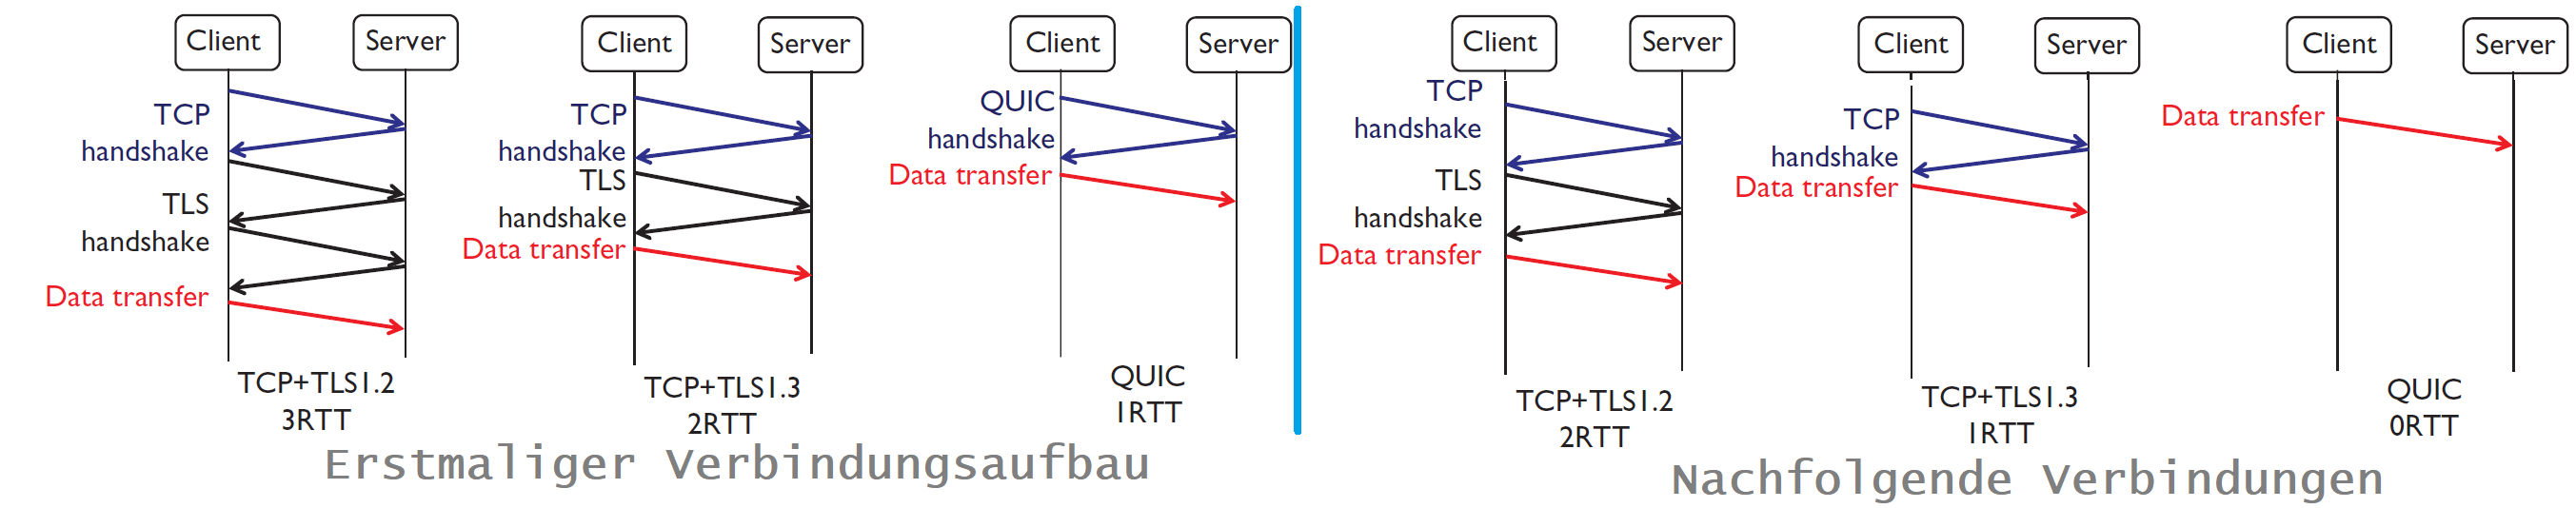 Client
Server
TCP
handshake
TLS
handshake
Data transfer
TCP+TLS1.2
3RTT
Client
Server
TCP
handshake
TLS
handshake
Data transfer
TCP+TLS1.3
2RTT
Client
Server
QUIC
handshake
Data transfer
QUIC
1RTT
Erstmaliger Verbindungsaufbau
Client
Server
TCP
handshake
TLS
handshake
Data transfer
TCP+TLS1.2
2RTT
Client
Server
TCP
handshake
Data transfer
TCP+TLS1.3
1RTT
Client
Server
Data transfer
QUIC
0RTT
Nachfolgende Verbindungen